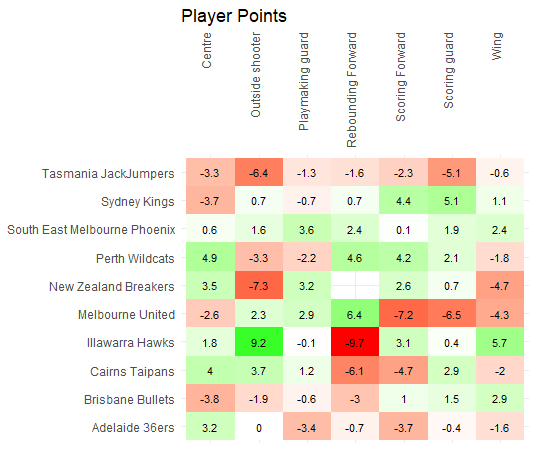 Player Points
Centre
Outside shooter
Playmaking guard
Rebounding Forward
Scoring Forward
Scoring guard
Wing
Tasmania JackJumpers -3.3 -6.4 -1.3 -1.6 -2.3 -5.1 -0.6
Sydney Kings -3.7 0.7 -0.7 0.7 4.4 5.1 1.1
South East Melbourne Phoenix 0.6 1.6 3.6 2.4 0.1 1.9 2.4
Perth Wildcats 4.9 -3.3 -2.2 4.6 4.2 2.1 -1.8
New Zealand Breakers 3.5 -7.3 3.2 2.6 0.7 -4.7
Melbourne United -2.6 2.3 2.9 6.4 -7.2 -6.5 -4.3
Illawarra Hawks 1.8 9.2 -0.1 -9.7 3.1 0.4 5.7
Cairns Taipans 4 3.7 1.2 -6.1 -4.7 2.9 -2
Brisbane Bullets -3.8 -1.9 -0.6 -3 1 1.5 2.9
Adelaide 36ers 3.2 0 -3.4 -0.7 -3.7 -0.4 -1.6